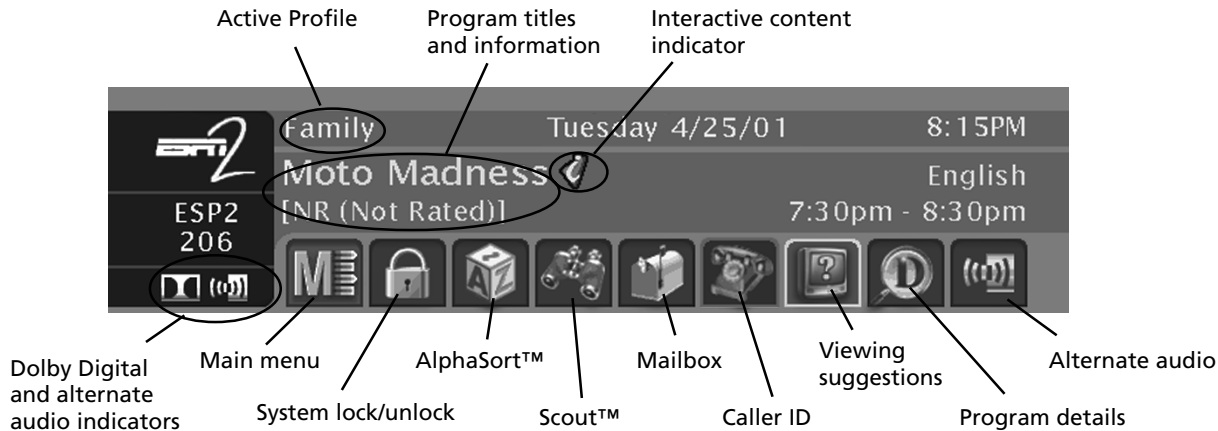 Active Profile
Program titles
and information
Interactive content
indicator
ESPN2
ESP2
206
Family
Tuesday 4/25/01
8:15PM
Moto Madness
i
English
[NR (Not Rated)]
7:30pm - 8:30pm
M
A Z
?
D
Dolby Digital
and alternate
audio indicators
Main menu
System lock/unlock
AlphaSort™
Scout™
Mailbox
Caller ID
Viewing
suggestions
Program details
Alternate audio